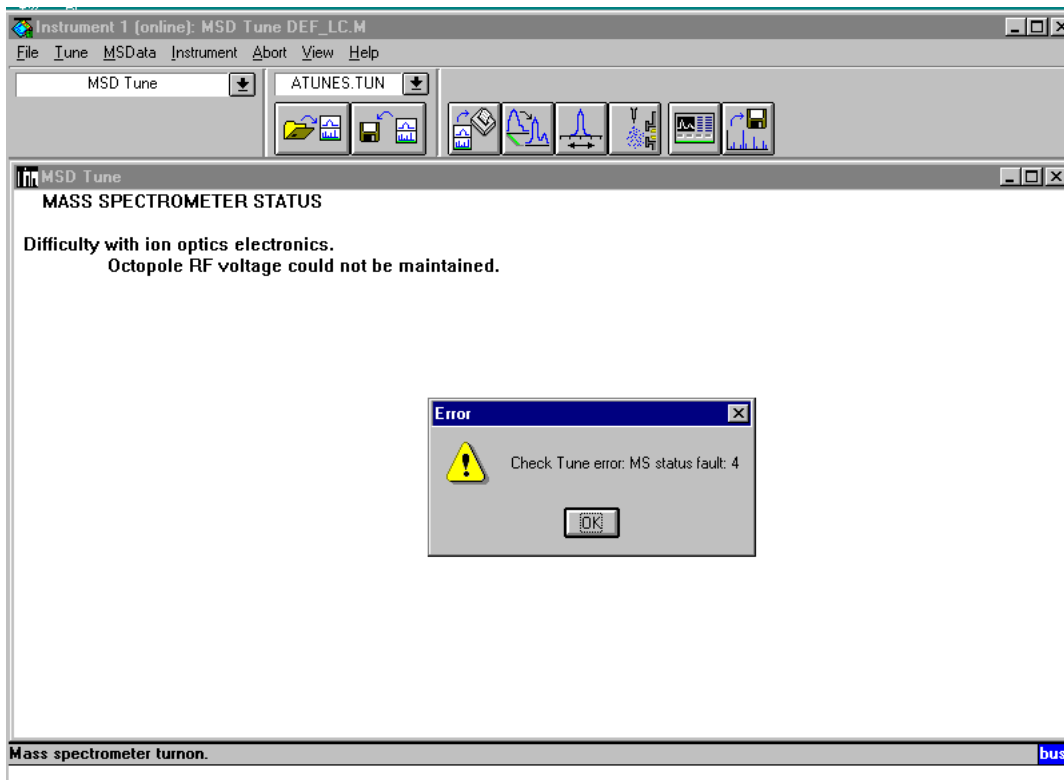 Instrument 1 (online): MSD Tune DEF_LC.M
File Tune MSData Instrument Abort View Help
MSD Tune ATUNES.TUN
MSD Tune
MASS SPECTROMETER STATUS
Difficulty with ion optics electronics.
Octopole RF voltage could not be maintained.
Error
Check Tune error: MS status fault: 4
OK
Mass spectrometer turnon. bus